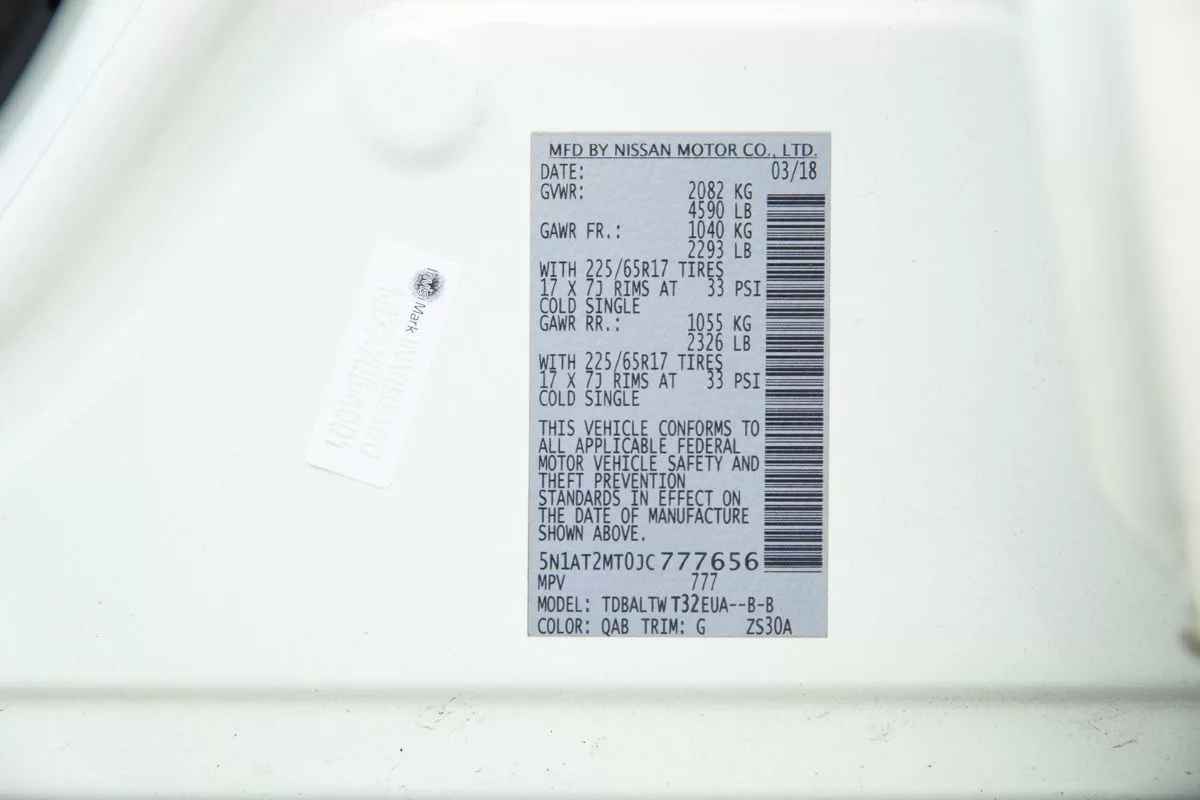 MFD BY NISSAN MOTOR CO., LTD.
DATE: 03/18
GVWR: 2082 KG
4590 LB
GAWR FR.: 1040 KG
2293 LB
WITH 225/65R17 TIRES
17 X 7J RIMS AT 33 PSI
COLD SINGLE
GAWR RR.: 1055 KG
2326 LB
WITH 225/65R17 TIRES
17 X 7J RIMS AT 33 PSI
COLD SINGLE
THIS VEHICLE CONFORMS TO
ALL APPLICABLE FEDERAL
MOTOR VEHICLE SAFETY AND
THEFT PREVENTION
STANDARDS IN EFFECT ON
THE DATE OF MANUFACTURE
SHOWN ABOVE.
5N1AT2MT0JC777656
MPV 777
MODEL: TDBALTWT32EUA--B-B
COLOR: QAB TRIM: G ZS30A